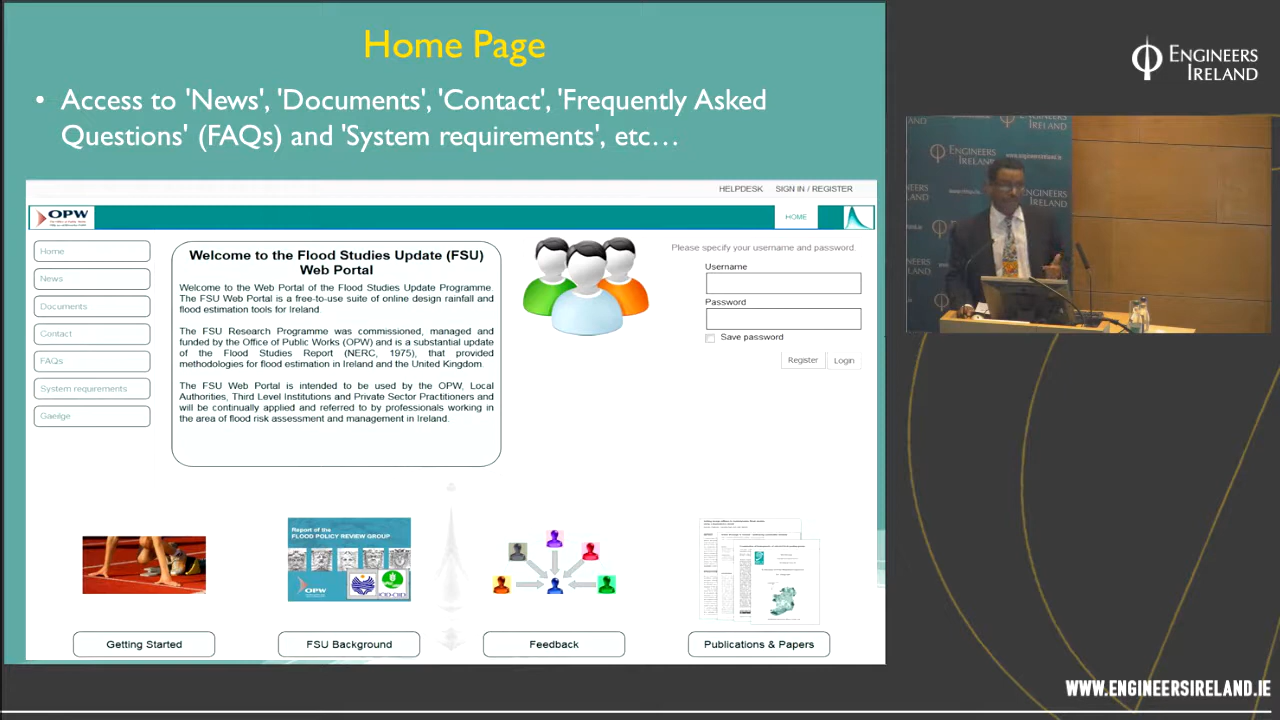 Home Page
• Access to 'News', 'Documents', 'Contact', 'Frequently Asked
Questions' (FAQs) and 'System requirements', etc…
HELPDESK SIGN IN / REGISTER
OPW
HOME
Home
News
Documents
Contact
FAQs
System requirements
Gaeilge
Welcome to the Flood Studies Update (FSU)
Web Portal
Welcome to the Web Portal of the Flood Studies Update Programme.
The FSU Web Portal is a free-to-use suite of online design rainfall and
flood estimation tools for Ireland.
The FSU Research Programme was commissioned, managed and
funded by the Office of Public Works (OPW) and is a substantial update
of the Flood Studies Report (NERC, 1975), that provided
methodologies for flood estimation in Ireland and the United Kingdom.
The FSU Web Portal is intended to be used by the OPW, Local
Authorities, Third Level Institutions and Private Sector Practitioners and
will be continually applied and referred to by professionals working in
the area of flood risk assessment and management in Ireland.
Please specify your username and password
Username
Password
Save password
Register Login
Report of the
FLOOD POLICY REVIEW GROUP
OPW
Getting Started
FSU Background
Feedback
Publications & Papers
ENGINEERS
IRELAND
ENGINEERS
IRELAND
www.engineersireland.ie
ENGINEERS
IRELAND
WWW.ENGINEERSIRELAND.IE